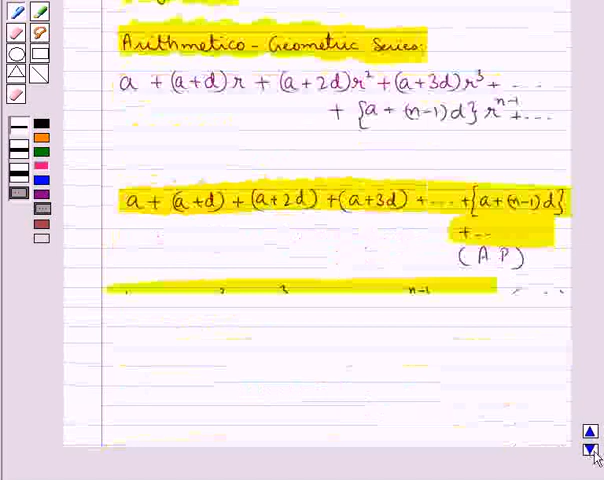 Arithmetico - Geometric Series:
a + (a+d) r + (a+2d)r² + (a+3d)r³ + ...
+ {a + (n-1)d} rⁿ⁻¹ + ...
a + (a+d) + (a+2d) + (a+3d) + ... + {a + (n-1)d}
+ ...
(A P)